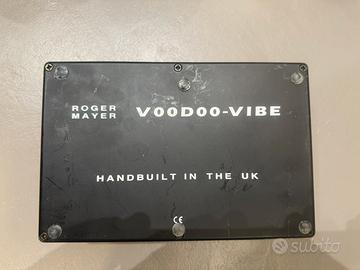 ROGER MAYER VOODOO-VIBE
HANDBUILT IN THE UK
CE
subito